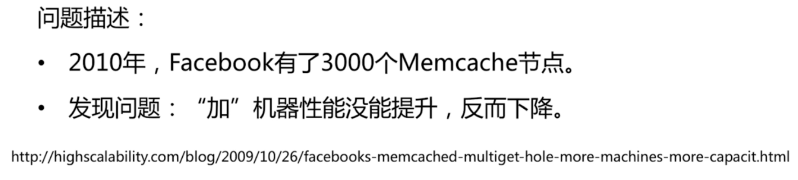 问题描述：
• 2010年，Facebook有了3000个Memcache节点。
• 发现问题：“加”机器性能没能提升，反而下降。
http://highscalability.com/blog/2009/10/26/facebooks-memcached-multiget-hole-more-machines-more-capacit.html